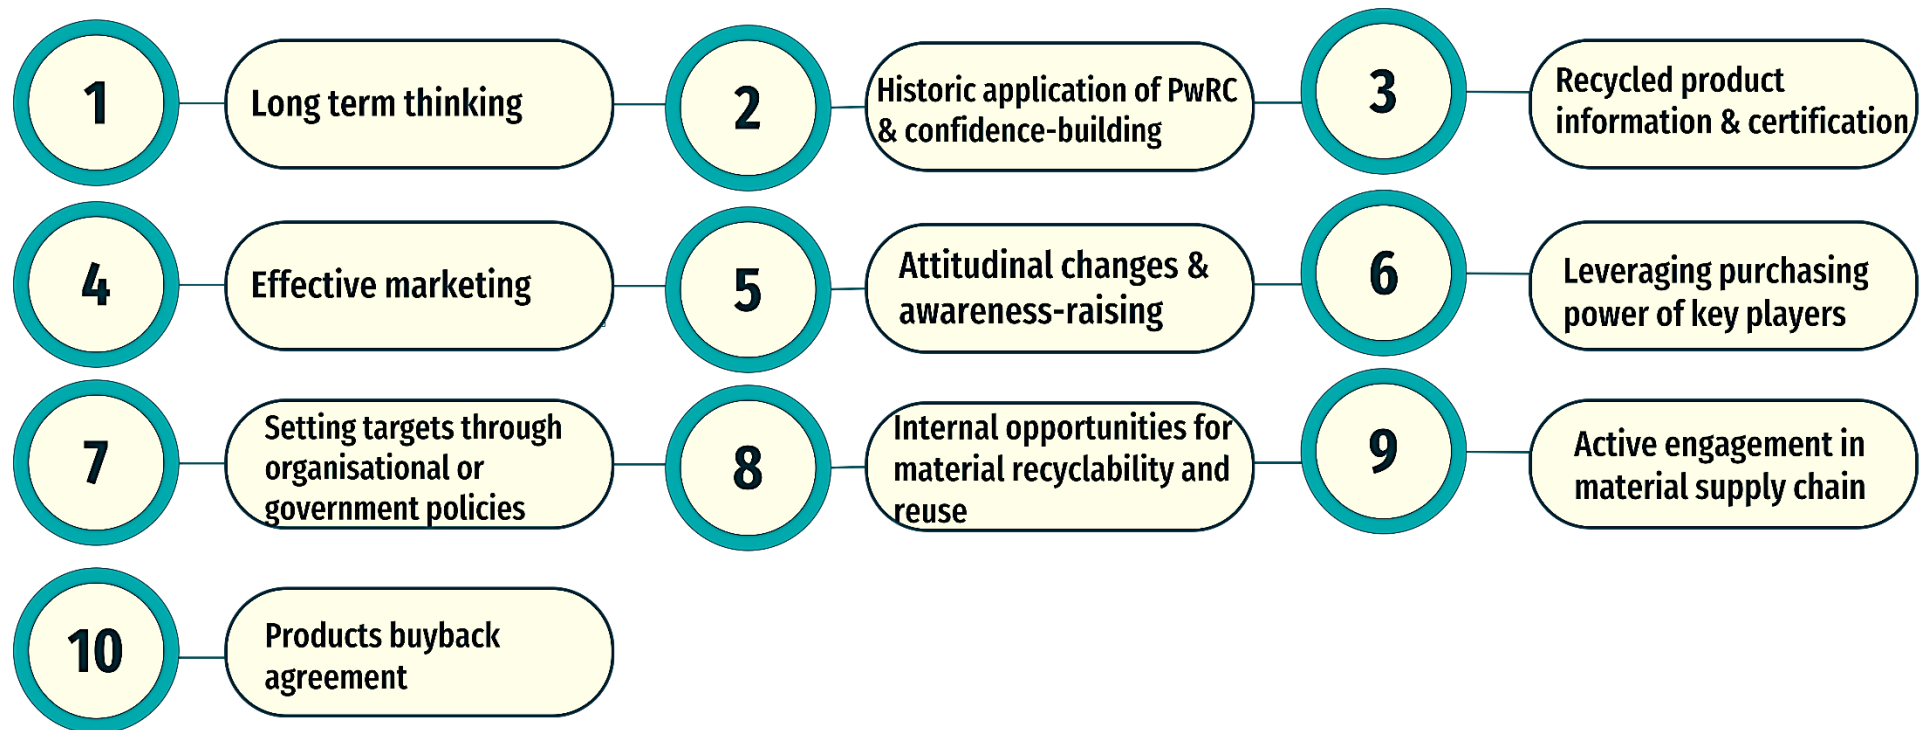 1
Long term thinking
2
Historic application of PwRC
& confidence-building
3
Recycled product
information & certification
4
Effective marketing
5
Attitudinal changes &
awareness-raising
6
Leveraging purchasing
power of key players
7
Setting targets through
organisational or
government policies
8
Internal opportunities for
material recyclability and
reuse
9
Active engagement in
material supply chain
10
Products buyback
agreement